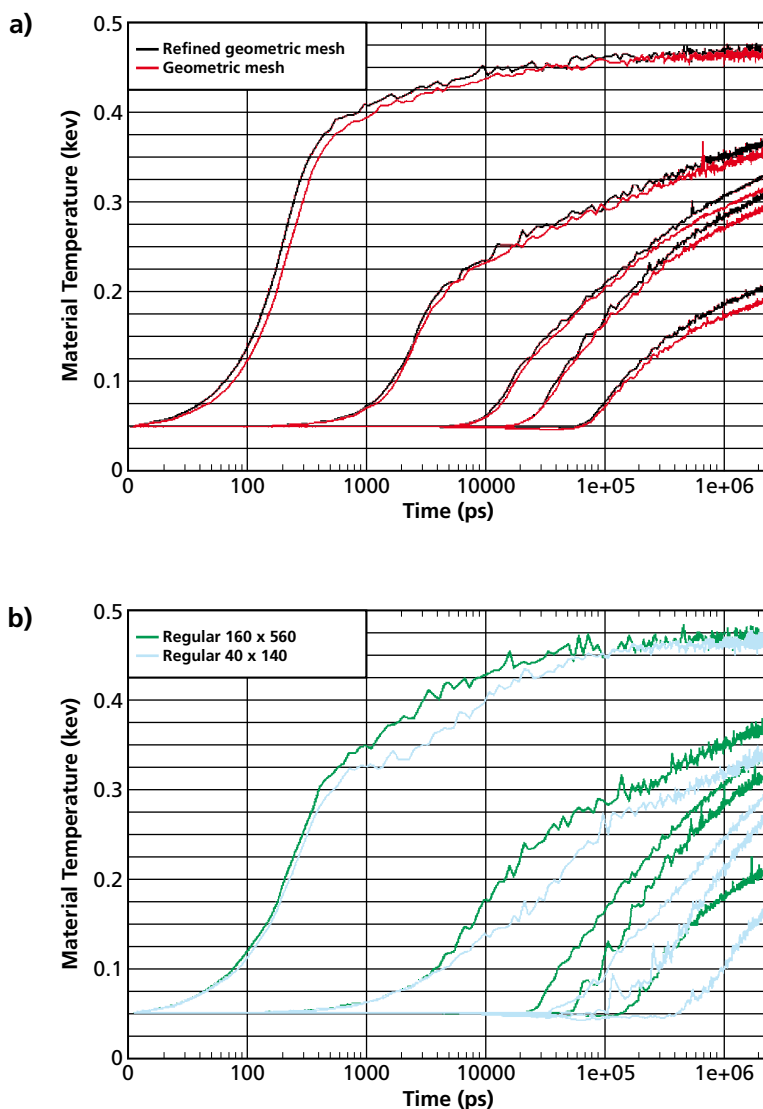 a)
Refined geometric mesh
Geometric mesh
Material Temperature (kev)
0.5
0.4
0.3
0.2
0.1
0
0 100 1000 10000 1e+05 1e+06
Time (ps)
b)
Regular 160 x 560
Regular 40 x 140
Material Temperature (kev)
0.5
0.4
0.3
0.2
0.1
0
0 100 1000 10000 1e+05 1e+06
Time (ps)